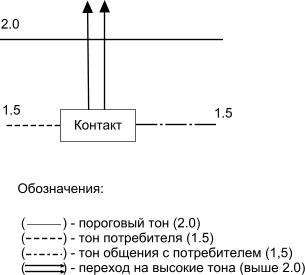 2.0
1.5
1.5
Контакт
Обозначения:
(———) - пороговый тон (2.0)
(-----) - тон потребителя (1.5)
(-·-·-) - тон общения с потребителем (1,5)
(⟶) - переход на высокие тона (выше 2.0)